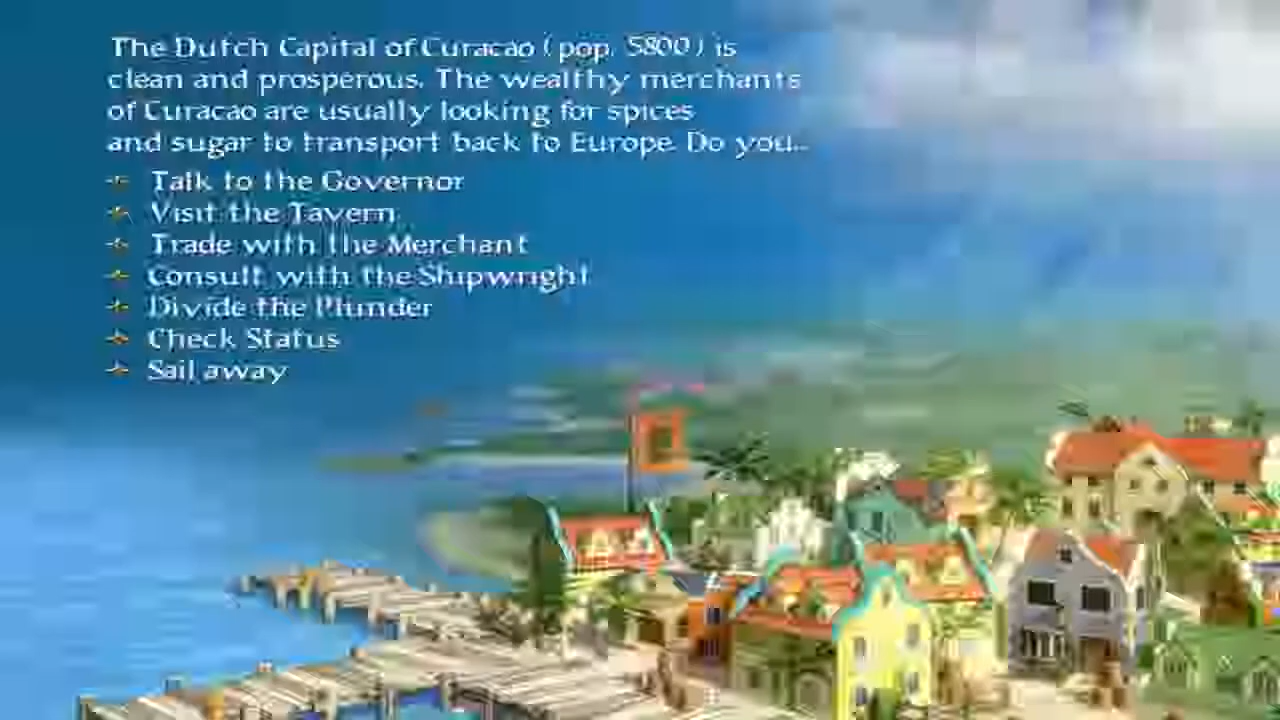 The Dutch Capital of Curacao (pop. 5800) is
clean and prosperous. The wealthy merchants
of Curacao are usually looking for spices
and sugar to transport back to Europe. Do you...
Talk to the Governor
Visit the Tavern
Trade with the Merchant
Consult with the Shipwright
Divide the Plunder
Check Status
Sail away